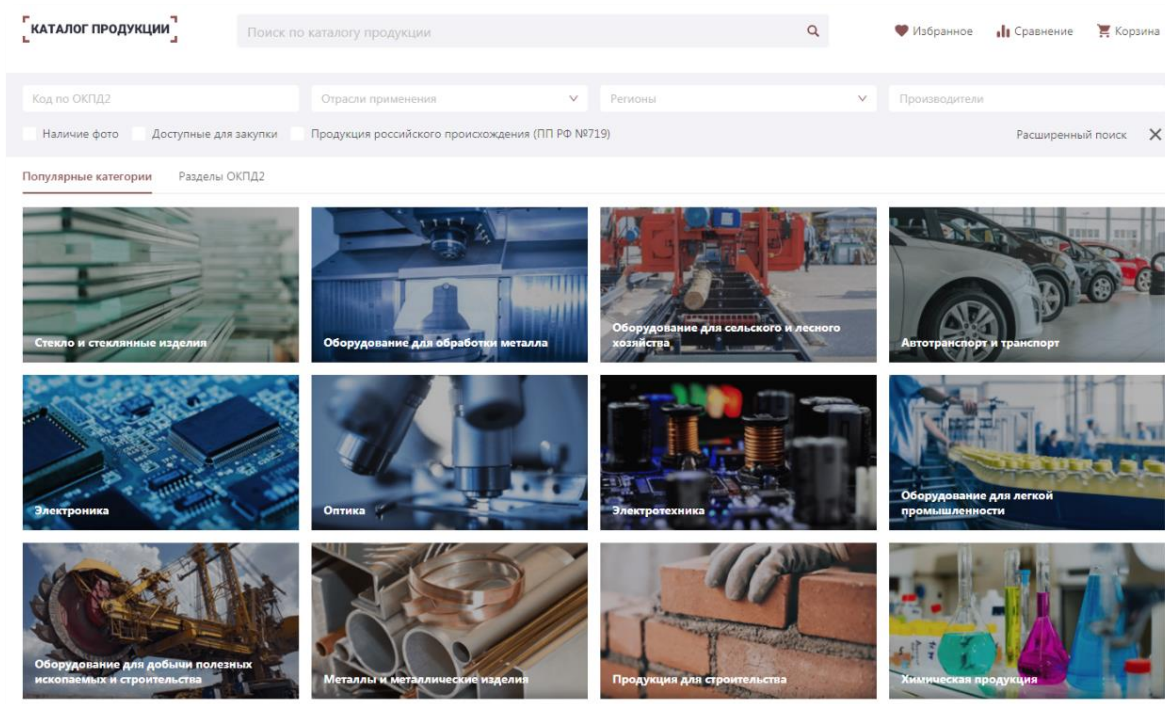 КАТАЛОГ ПРОДУКЦИИ
Поиск по каталогу продукции
Избранное
Сравнение
Корзина
Код по ОКПД2
Отрасли применения
Регионы
Производители
Наличие фото
Доступные для закупки
Продукция российского происхождения (ПП РФ №719)
Расширенный поиск
Популярные категории
Разделы ОКПД2
Стекло и стеклянные изделия
Оборудование для обработки металла
Оборудование для сельского и лесного
хозяйства
Автотранспорт и транспорт
Электроника
Оптика
Электротехника
Оборудование для легкой
промышленности
Оборудование для добычи полезных
ископаемых и строительства
Металлы и металлические изделия
Продукция для строительства
Химическая продукция